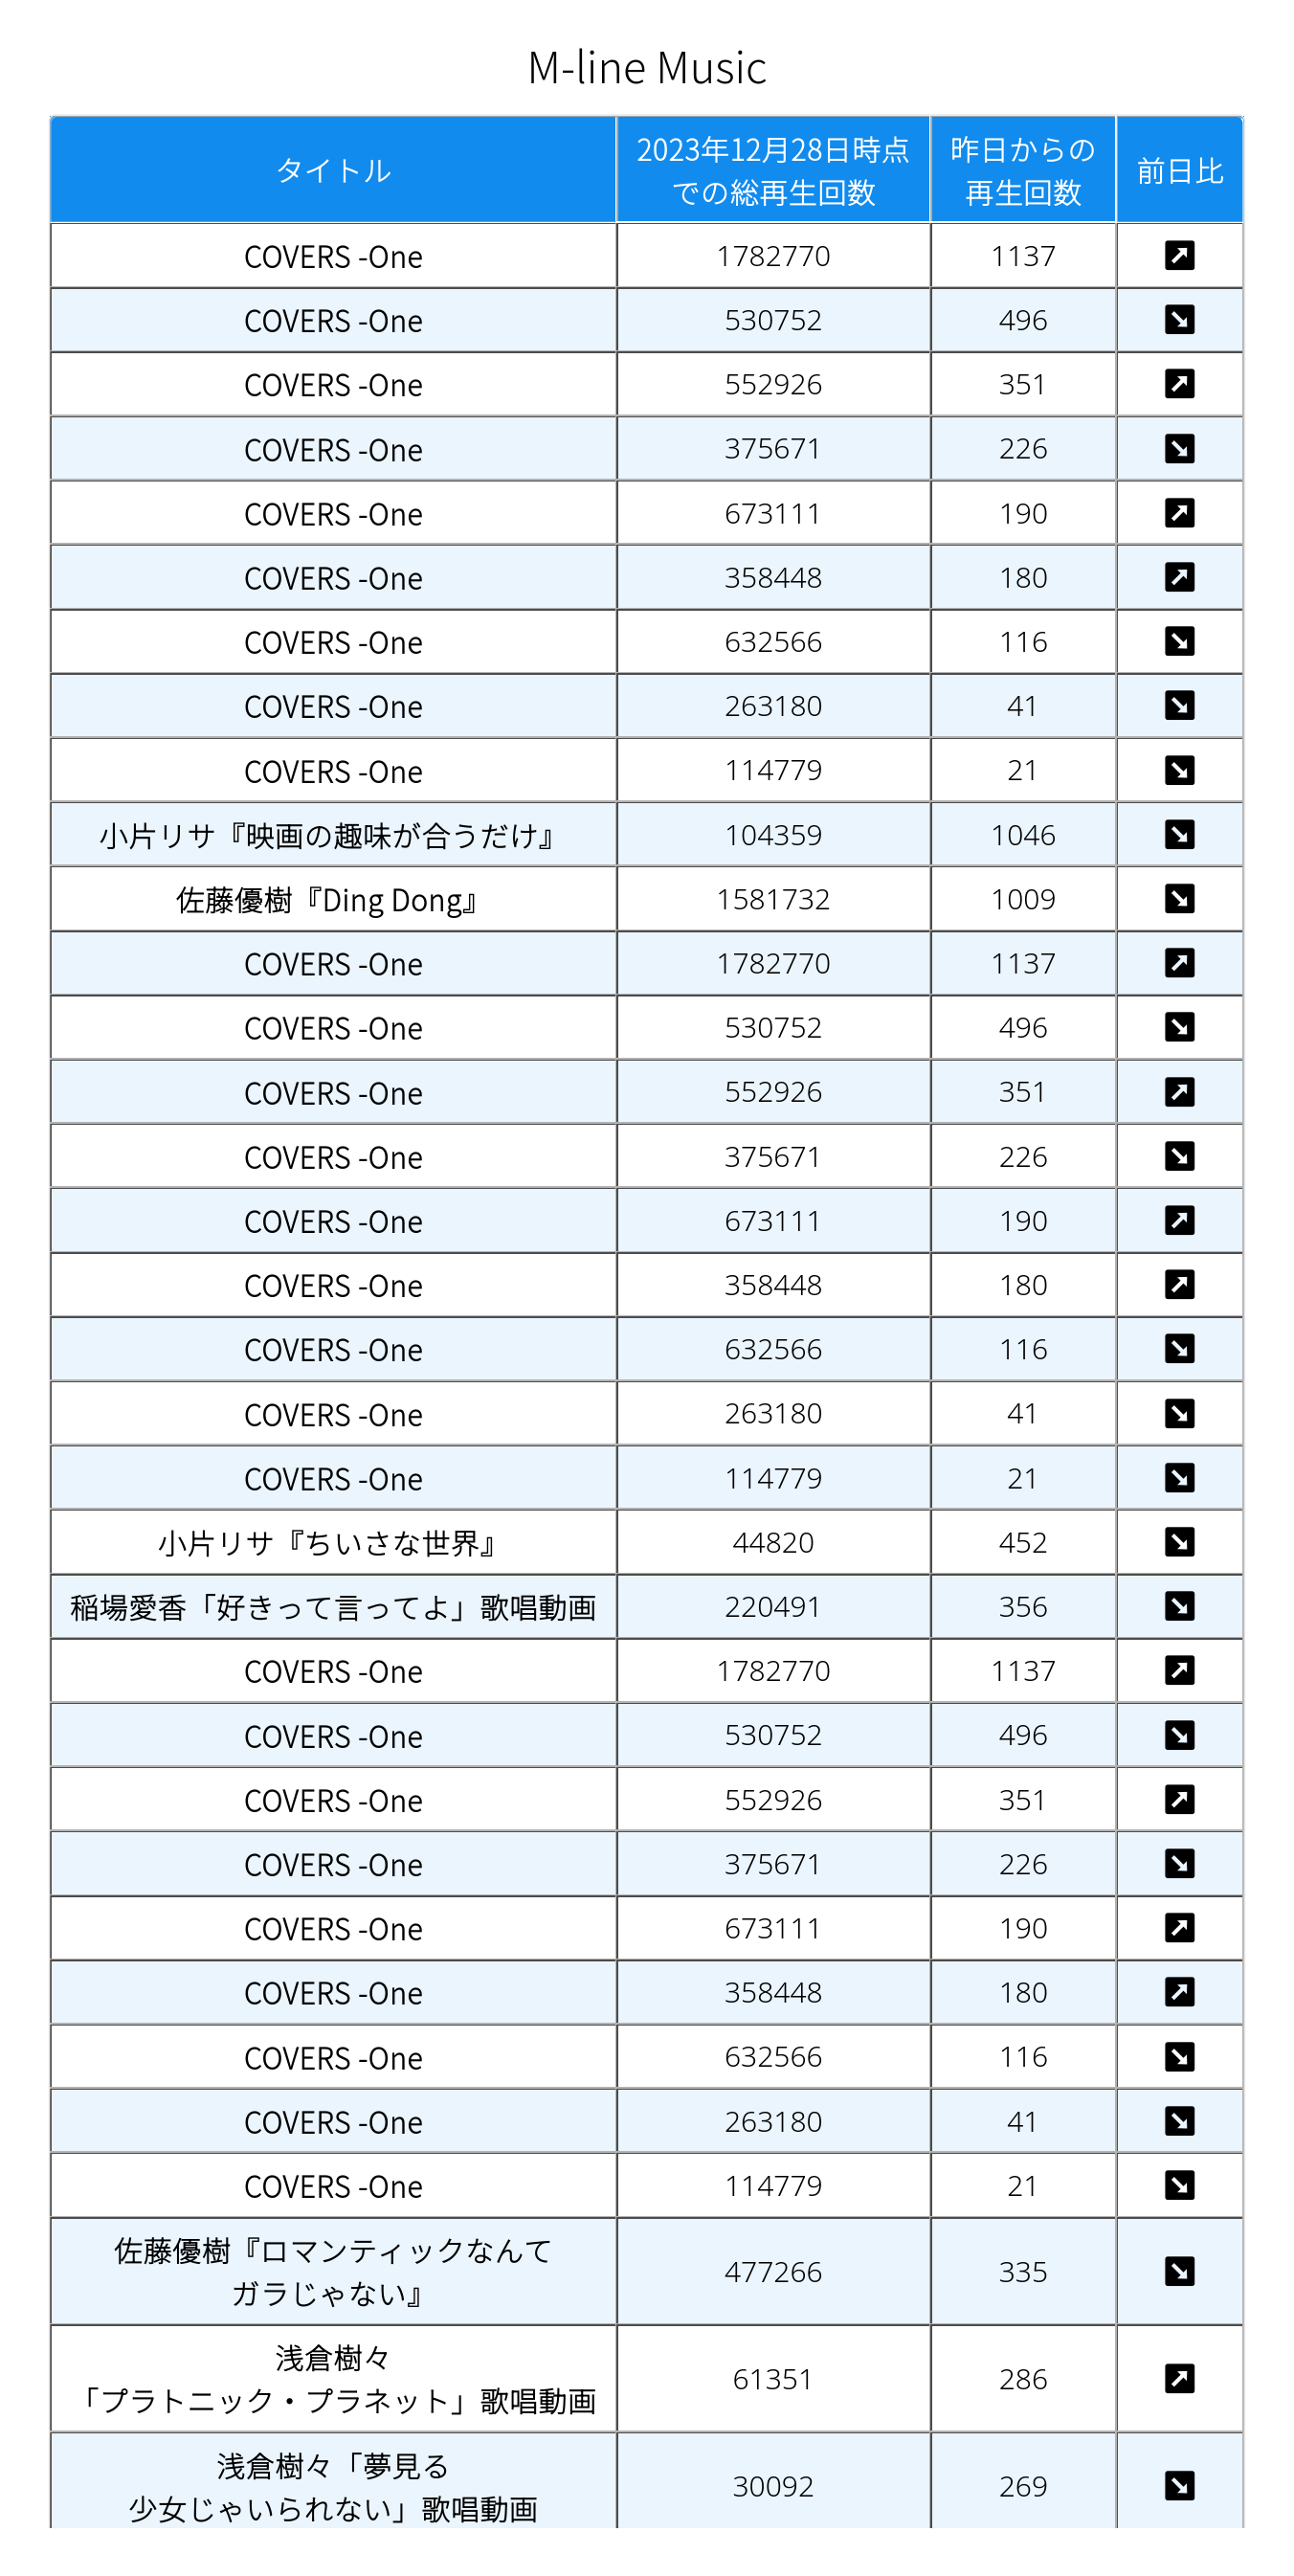 M-line Music
タイトル 2023年12月28日時点 昨日からの 前日比
での総再生回数 再生回数
COVERS -One 1782770 1137 ↗
COVERS -One 530752 496 ↘
COVERS -One 552926 351 ↗
COVERS -One 375671 226 ↘
COVERS -One 673111 190 ↗
COVERS -One 358448 180 ↗
COVERS -One 632566 116 ↘
COVERS -One 263180 41 ↘
COVERS -One 114779 21 ↘
小片リサ『映画の趣味が合うだけ』 104359 1046 ↘
佐藤優樹『Ding Dong』 1581732 1009 ↘
COVERS -One 1782770 1137 ↗
COVERS -One 530752 496 ↘
COVERS -One 552926 351 ↗
COVERS -One 375671 226 ↘
COVERS -One 673111 190 ↗
COVERS -One 358448 180 ↗
COVERS -One 632566 116 ↘
COVERS -One 263180 41 ↘
COVERS -One 114779 21 ↘
小片リサ『ちいさな世界』 44820 452 ↘
稲場愛香「好きって言ってよ」歌唱動画 220491 356 ↘
COVERS -One 1782770 1137 ↗
COVERS -One 530752 496 ↘
COVERS -One 552926 351 ↗
COVERS -One 375671 226 ↘
COVERS -One 673111 190 ↗
COVERS -One 358448 180 ↗
COVERS -One 632566 116 ↘
COVERS -One 263180 41 ↘
COVERS -One 114779 21 ↘
佐藤優樹『ロマンティックなんて
ガラじゃない』 477266 335 ↘
浅倉樹々
「プラトニック・プラネット」歌唱動画 61351 286 ↗
浅倉樹々「夢見る
少女じゃいられない」歌唱動画 30092 269 ↘